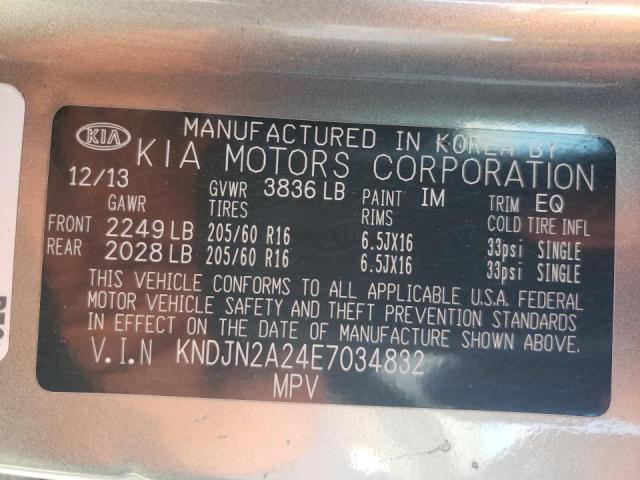 KIA
MANUFACTURED IN KOREA BY
KIA MOTORS CORPORATION
12/13
GAWR GVWR 3836 LB PAINT IM TRIM EQ
TIRES RIMS COLD TIRE INFL
FRONT 2249 LB 205/60 R16 6.5JX16 33psi SINGLE
REAR 2028 LB 205/60 R16 6.5JX16 33psi SINGLE
THIS VEHICLE CONFORMS TO ALL APPLICABLE U.S.A. FEDERAL
MOTOR VEHICLE SAFETY AND THEFT PREVENTION STANDARDS
IN EFFECT ON THE DATE OF MANUFACTURE SHOWN ABOVE.
V.I.N KNDJN2A24E7034832
MPV